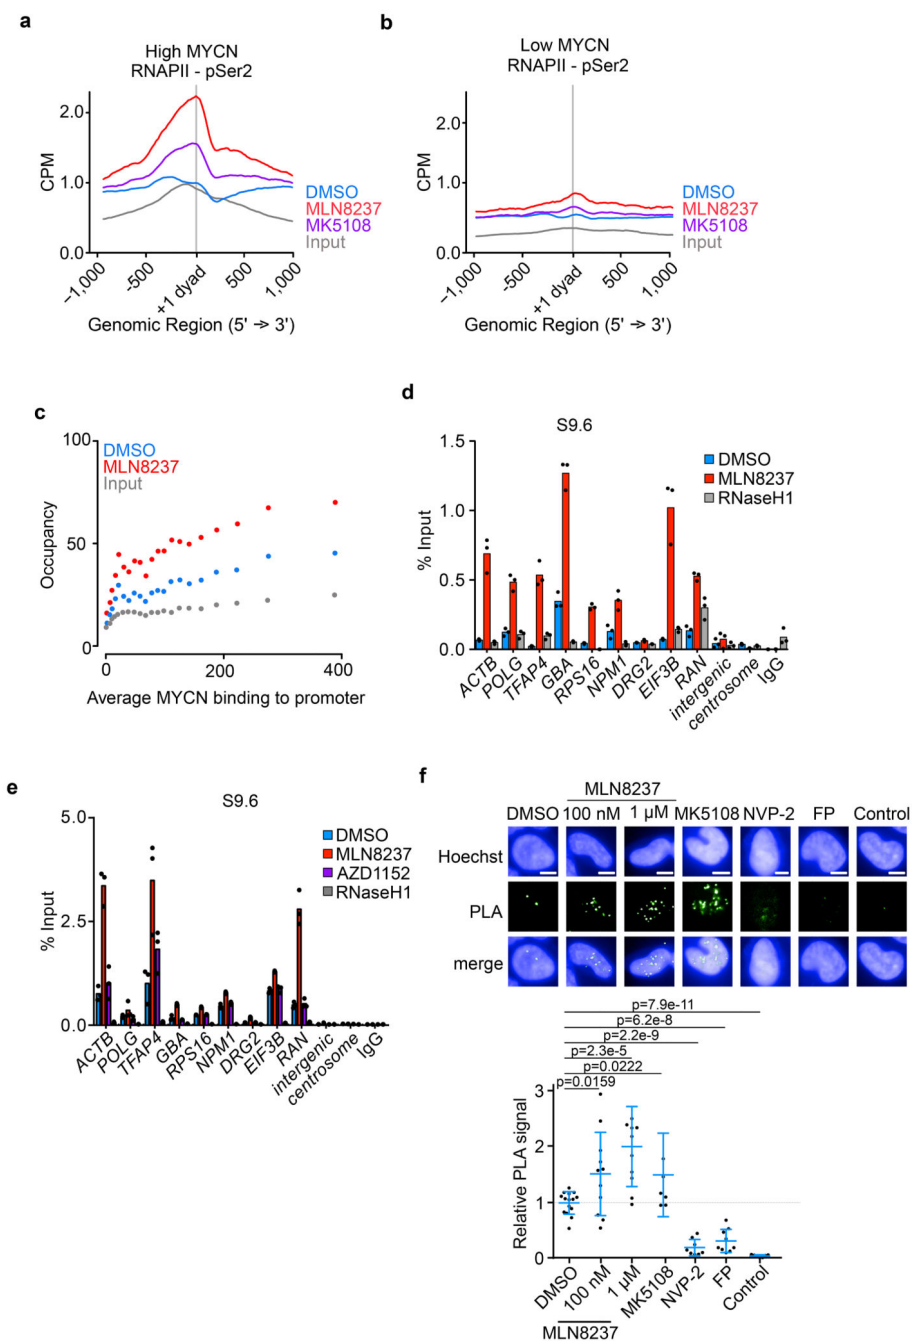 a
High MYCN
RNAPII - pSer2
CPM
2.0
1.0
0.0
DMSO
MLN8237
MK5108
Input
−1,000
-500
+1 dyad
500
1,000
Genomic Region (5' → 3')
b
Low MYCN
RNAPII - pSer2
CPM
2.0
1.0
0.0
DMSO
MLN8237
MK5108
Input
−1,000
-500
+1 dyad
500
1,000
Genomic Region (5' → 3')
c
DMSO
MLN8237
Input
Occupancy
100
50
0
0
200
400
Average MYCN binding to promoter
d
S9.6
% Input
1.5
1.0
0.5
0.0
DMSO
MLN8237
RNaseH1
ACTB
POLG
TFAP4
GBA
RPS16
NPM1
DRG2
EIF3B
RAN
intergenic
centrosome
IgG
e
S9.6
% Input
5.0
2.5
0.0
DMSO
MLN8237
AZD1152
RNaseH1
ACTB
POLG
TFAP4
GBA
RPS16
NPM1
DRG2
EIF3B
RAN
intergenic
centrosome
IgG
f
MLN8237
DMSO 100 nM 1 µM MK5108 NVP-2 FP Control
Hoechst
PLA
merge
p=7.9e-11
p=6.2e-8
p=2.2e-9
p=2.3e-5
p=0.0222
p=0.0159
Relative PLA signal
3
2
1
0
DMSO
100 nM
1 µM
MK5108
NVP-2
FP
Control
MLN8237